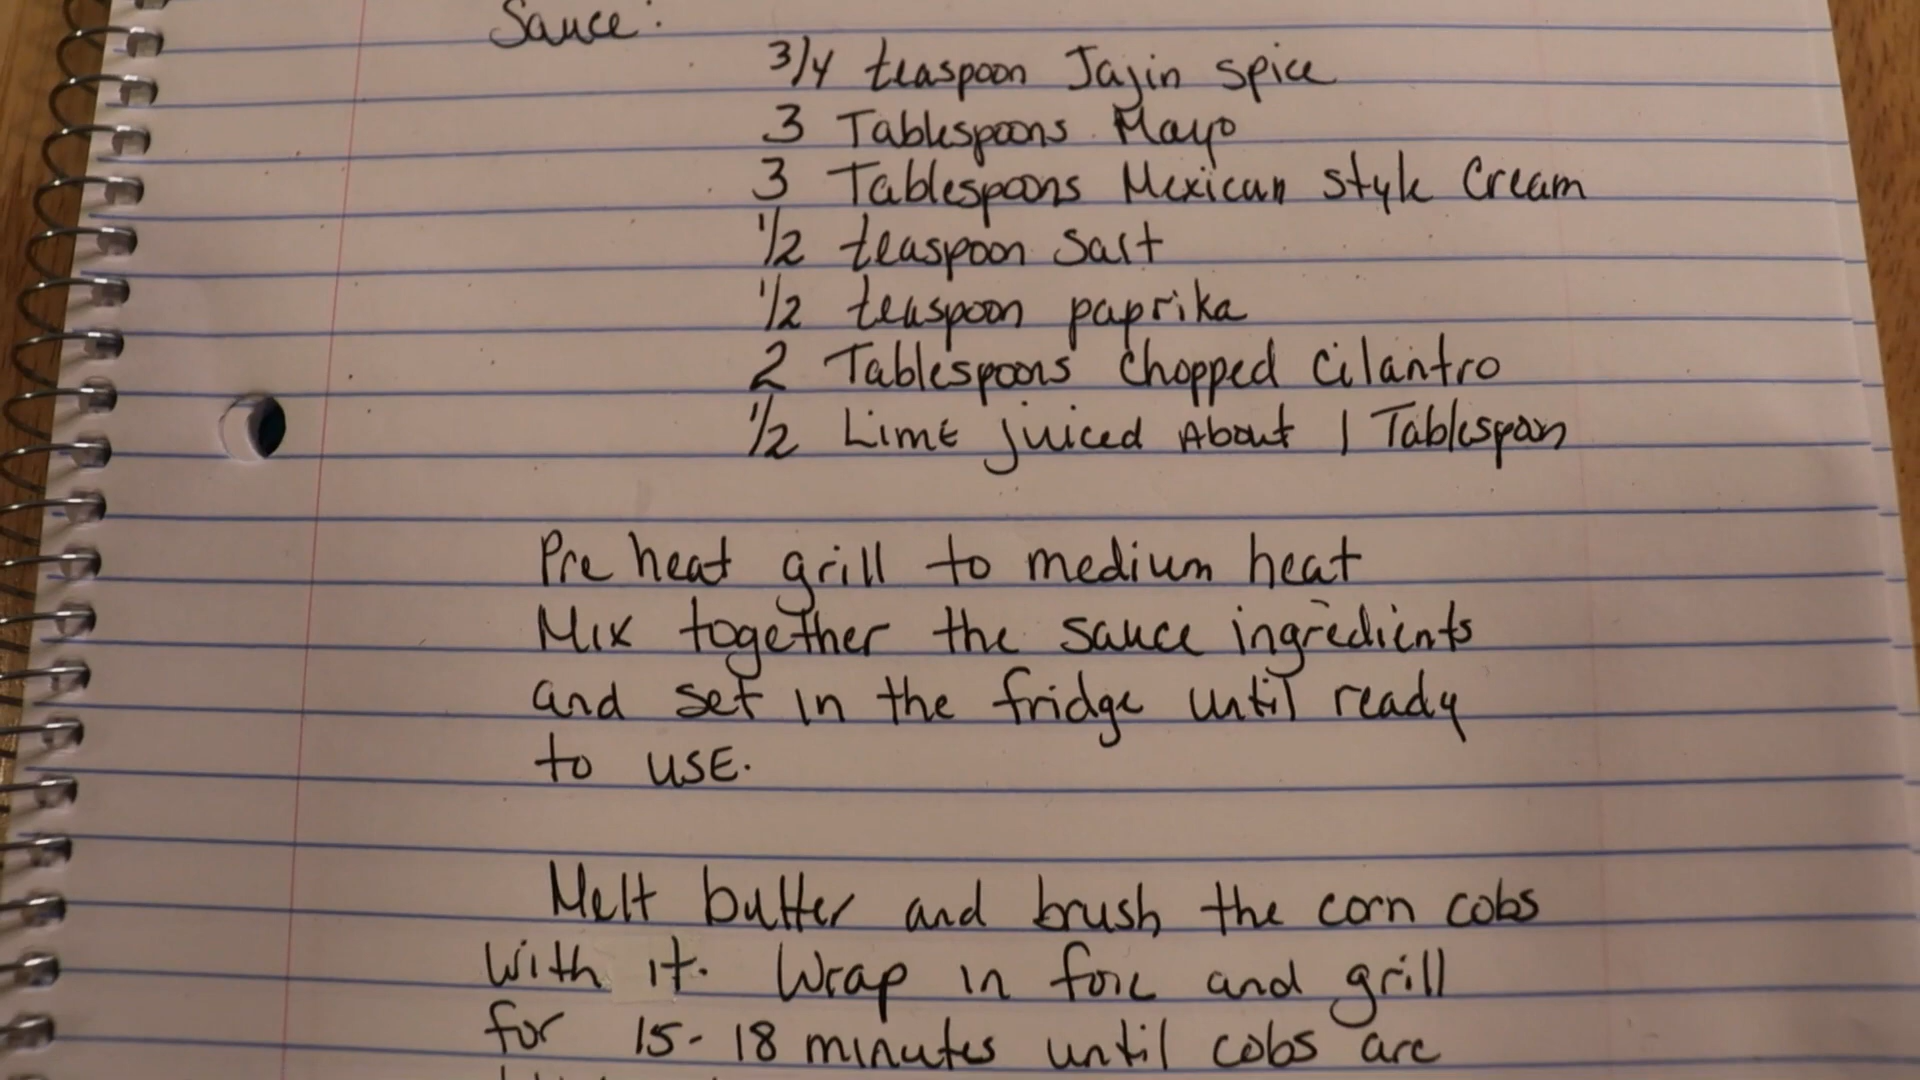 Sauce:
3/4 teaspoon Tajin spice
3 Tablespoons Mayo
3 Tablespoons Mexican style Cream
1/2 teaspoon Salt
1/2 teaspoon paprika
2 Tablespoons chopped Cilantro
1/2 Lime juiced About 1 Tablespoon
Pre heat grill to medium heat
Mix together the sauce ingredients
and set in the fridge until ready
to use.
Melt butter and brush the corn cobs
with it. Wrap in foil and grill
for 15-18 minutes until cobs are